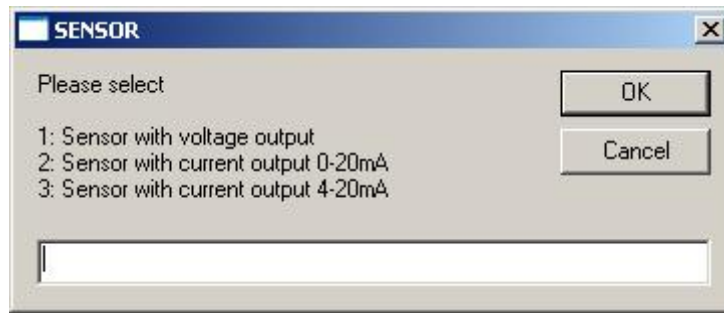 SENSOR
Please select
OK
1: Sensor with voltage output
2: Sensor with current output 0-20mA
3: Sensor with current output 4-20mA
Cancel